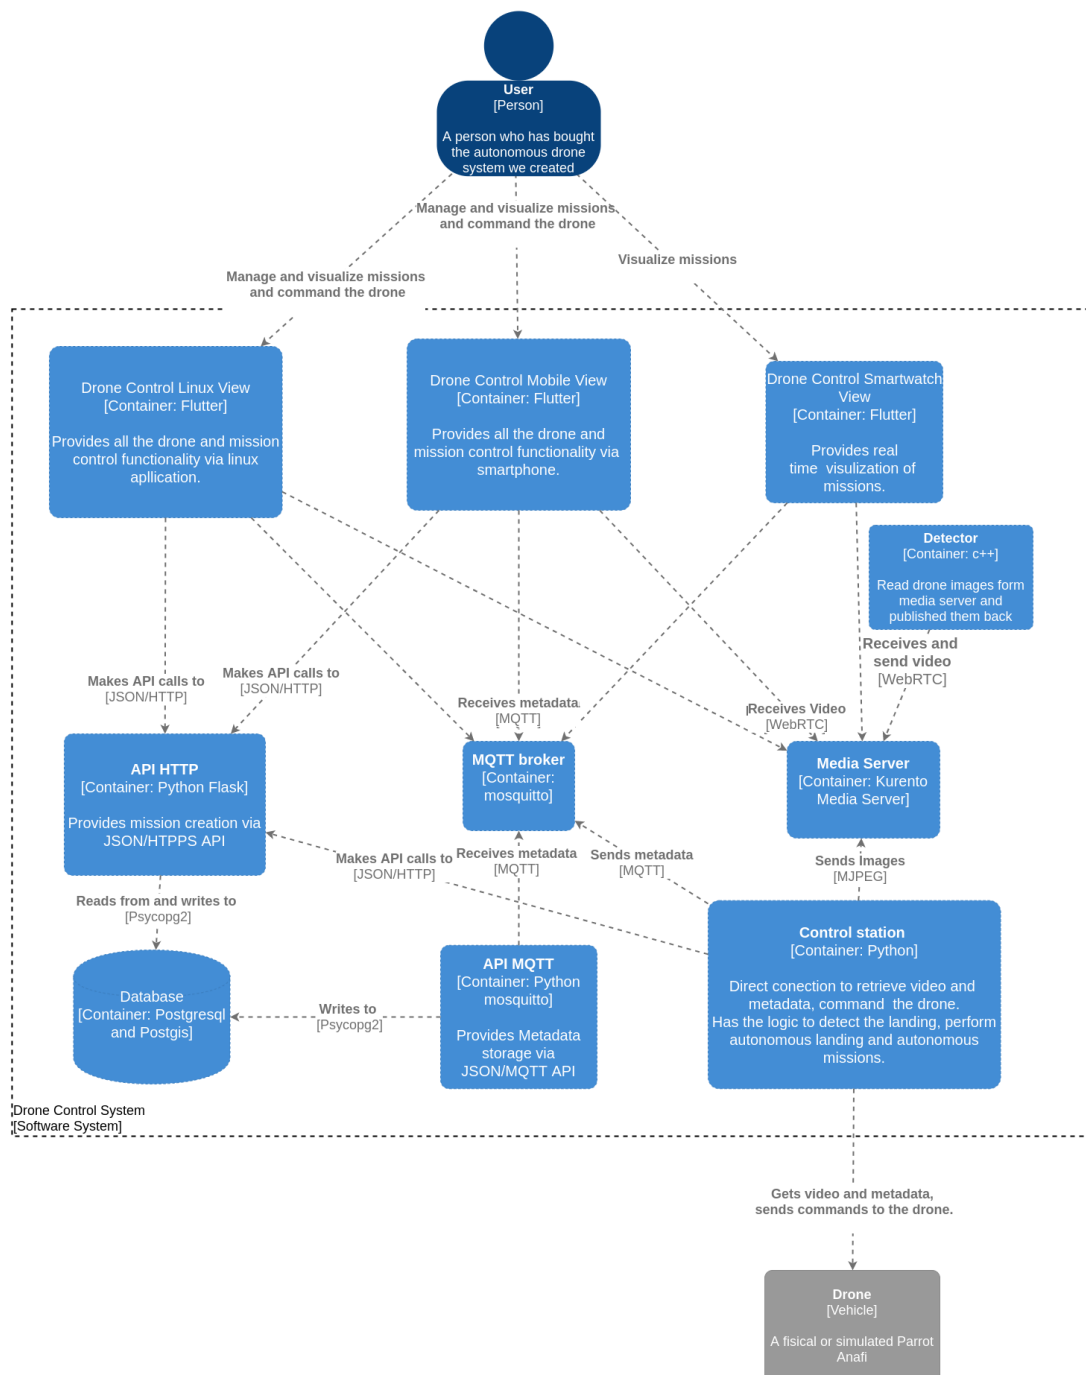 User
[Person]
A person who has bought
the autonomous drone
system we created
Manage and visualize missions
and command the drone
Visualize missions
Manage and visualize missions
and command the drone
Drone Control Linux View
[Container: Flutter]
Provides all the drone and mission
control functionality via linux
apllication.
Drone Control Mobile View
[Container: Flutter]
Provides all the drone and
mission control functionality via
smartphone.
Drone Control Smartwatch
View
[Container: Flutter]
Provides real
time visulization of
missions.
Detector
[Container: c++]
Read drone images form
media server and
published them back
Receives and
send video
[WebRTC]
Makes API calls to
[JSON/HTTP]
Makes API calls to
[JSON/HTTP]
Receives metadata
[MQTT]
Receives Video
[WebRTC]
API HTTP
[Container: Python Flask]
Provides mission creation via
JSON/HTPPS API
MQTT broker
[Container:
mosquitto]
Media Server
[Container: Kurento
Media Server]
Makes API calls to
[JSON/HTTP]
Receives metadata
[MQTT]
Sends metadata
[MQTT]
Sends Images
[MJPEG]
Reads from and writes to
[Psycopg2]
Database
[Container: Postgresql
and Postgis]
Writes to
[Psycopg2]
API MQTT
[Container: Python
mosquitto]
Provides Metadata
storage via
JSON/MQTT API
Control station
[Container: Python]
Direct conection to retrieve video and
metadata, command the drone.
Has the logic to detect the landing, perform
autonomous landing and autonomous
missions.
Drone Control System
[Software System]
Gets video and metadata,
sends commands to the drone.
Drone
[Vehicle]
A fisical or simulated Parrot
Anafi